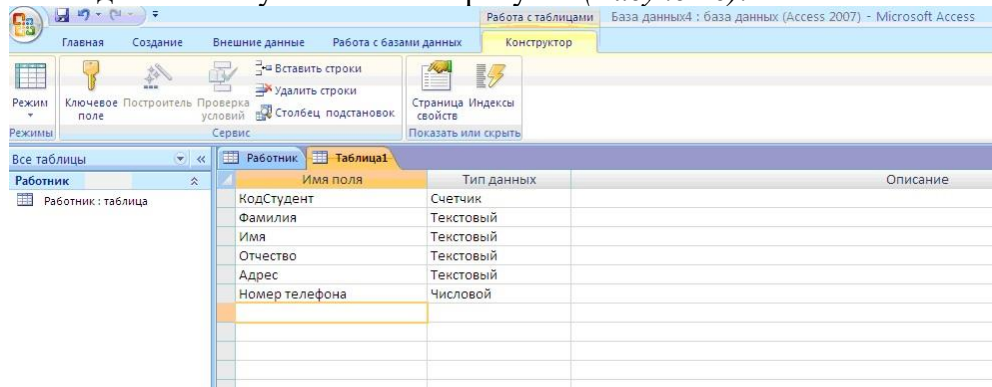 Работа с таблицами База данных4 : база данных (Access 2007) - Microsoft Access
Главная Создание Внешние данные Работа с базами данных Конструктор
Режим
Ключевое поле
Построитель
Проверка условий
Вставить строки
Удалить строки
Столбец подстановок
Страница свойств
Индексы
Режимы Сервис Показать или скрыть
Все таблицы
Работник
Работник : таблица
Работник Таблица1
Имя поля Тип данных Описание
КодСтудент Счетчик
Фамилия Текстовый
Имя Текстовый
Отчество Текстовый
Адрес Текстовый
Номер телефона Числовой